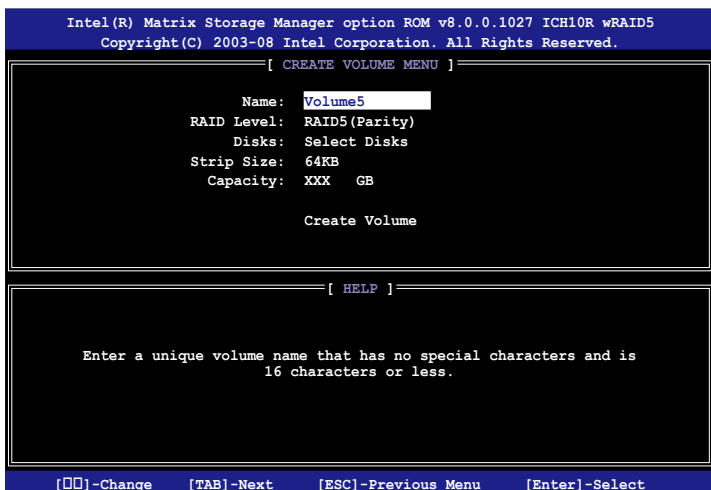 Intel(R) Matrix Storage Manager option ROM v8.0.0.1027 ICH10R wRAID5
Copyright(C) 2003-08 Intel Corporation. All Rights Reserved.
[ CREATE VOLUME MENU ]
Name: Volume5
RAID Level: RAID5(Parity)
Disks: Select Disks
Strip Size: 64KB
Capacity: XXX GB
Create Volume
[ HELP ]
Enter a unique volume name that has no special characters and is
16 characters or less.
[▯▯]-Change [TAB]-Next [ESC]-Previous Menu [Enter]-Select